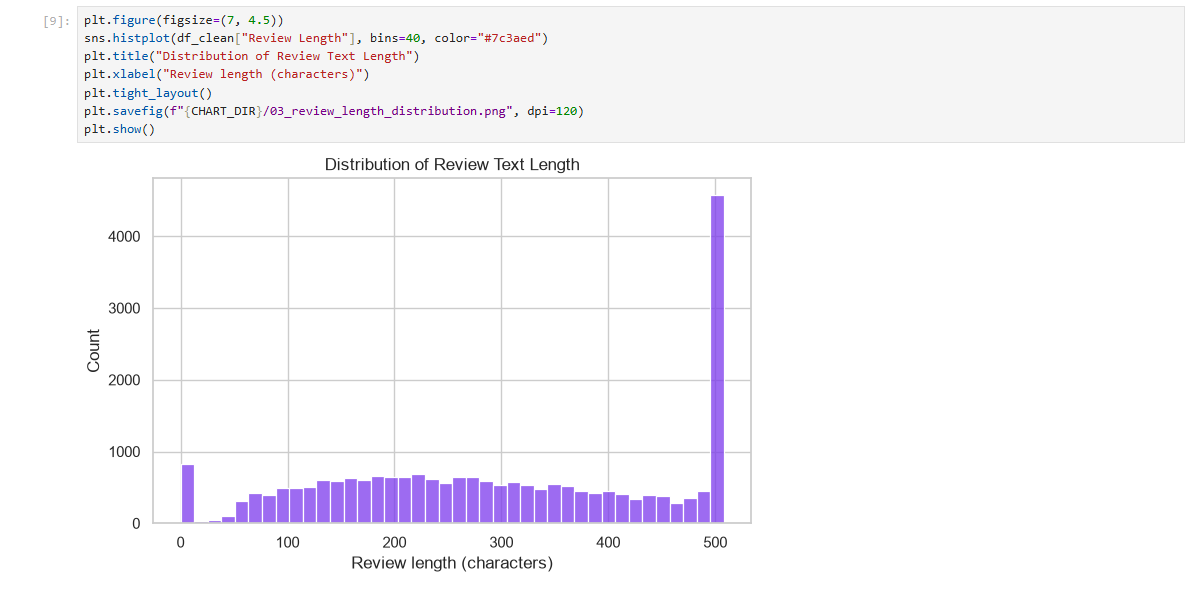 [9]: plt.figure(figsize=(7, 4.5))
sns.histplot(df_clean["Review Length"], bins=40, color="#7c3aed")
plt.title("Distribution of Review Text Length")
plt.xlabel("Review length (characters)")
plt.tight_layout()
plt.savefig(f"{CHART_DIR}/03_review_length_distribution.png", dpi=120)
plt.show()
Distribution of Review Text Length
4000
3000
2000
1000
0
Count
0 100 200 300 400 500
Review length (characters)